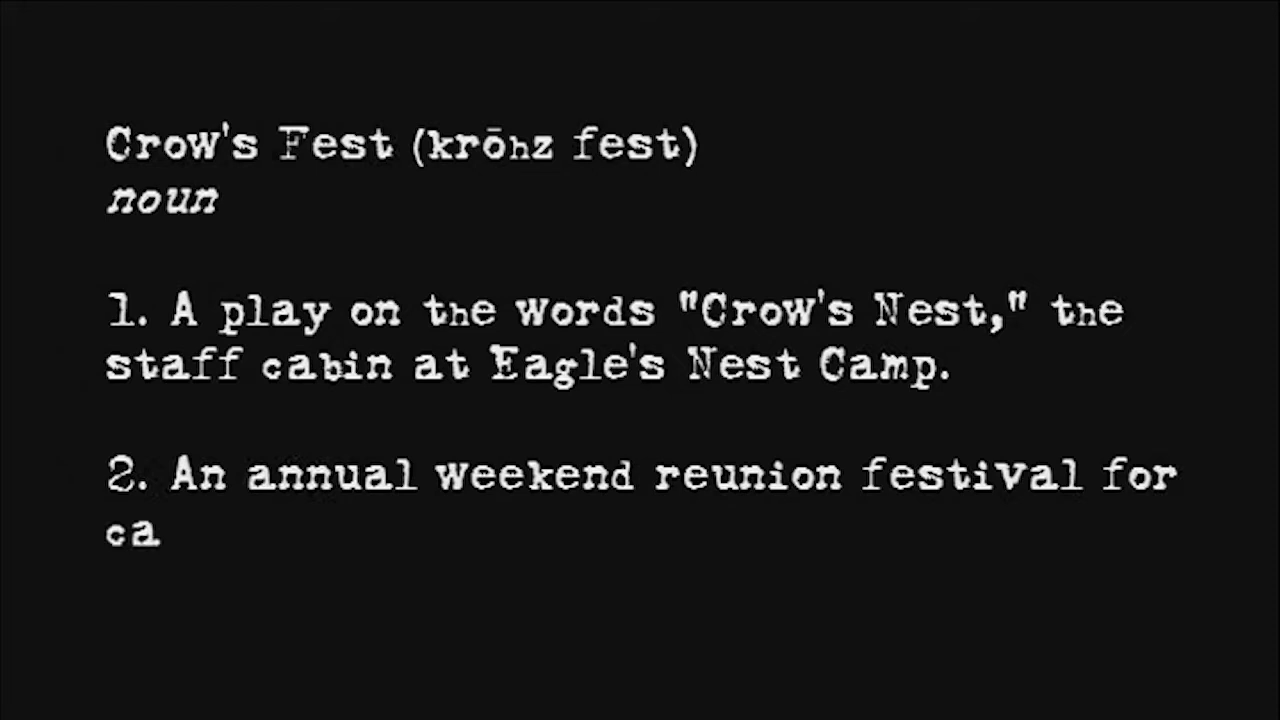 Crow's Fest (krōhz fest)
noun
1. A play on the words "Crow's Nest," the
staff cabin at Eagle's Nest Camp.
2. An annual weekend reunion festival for
ca